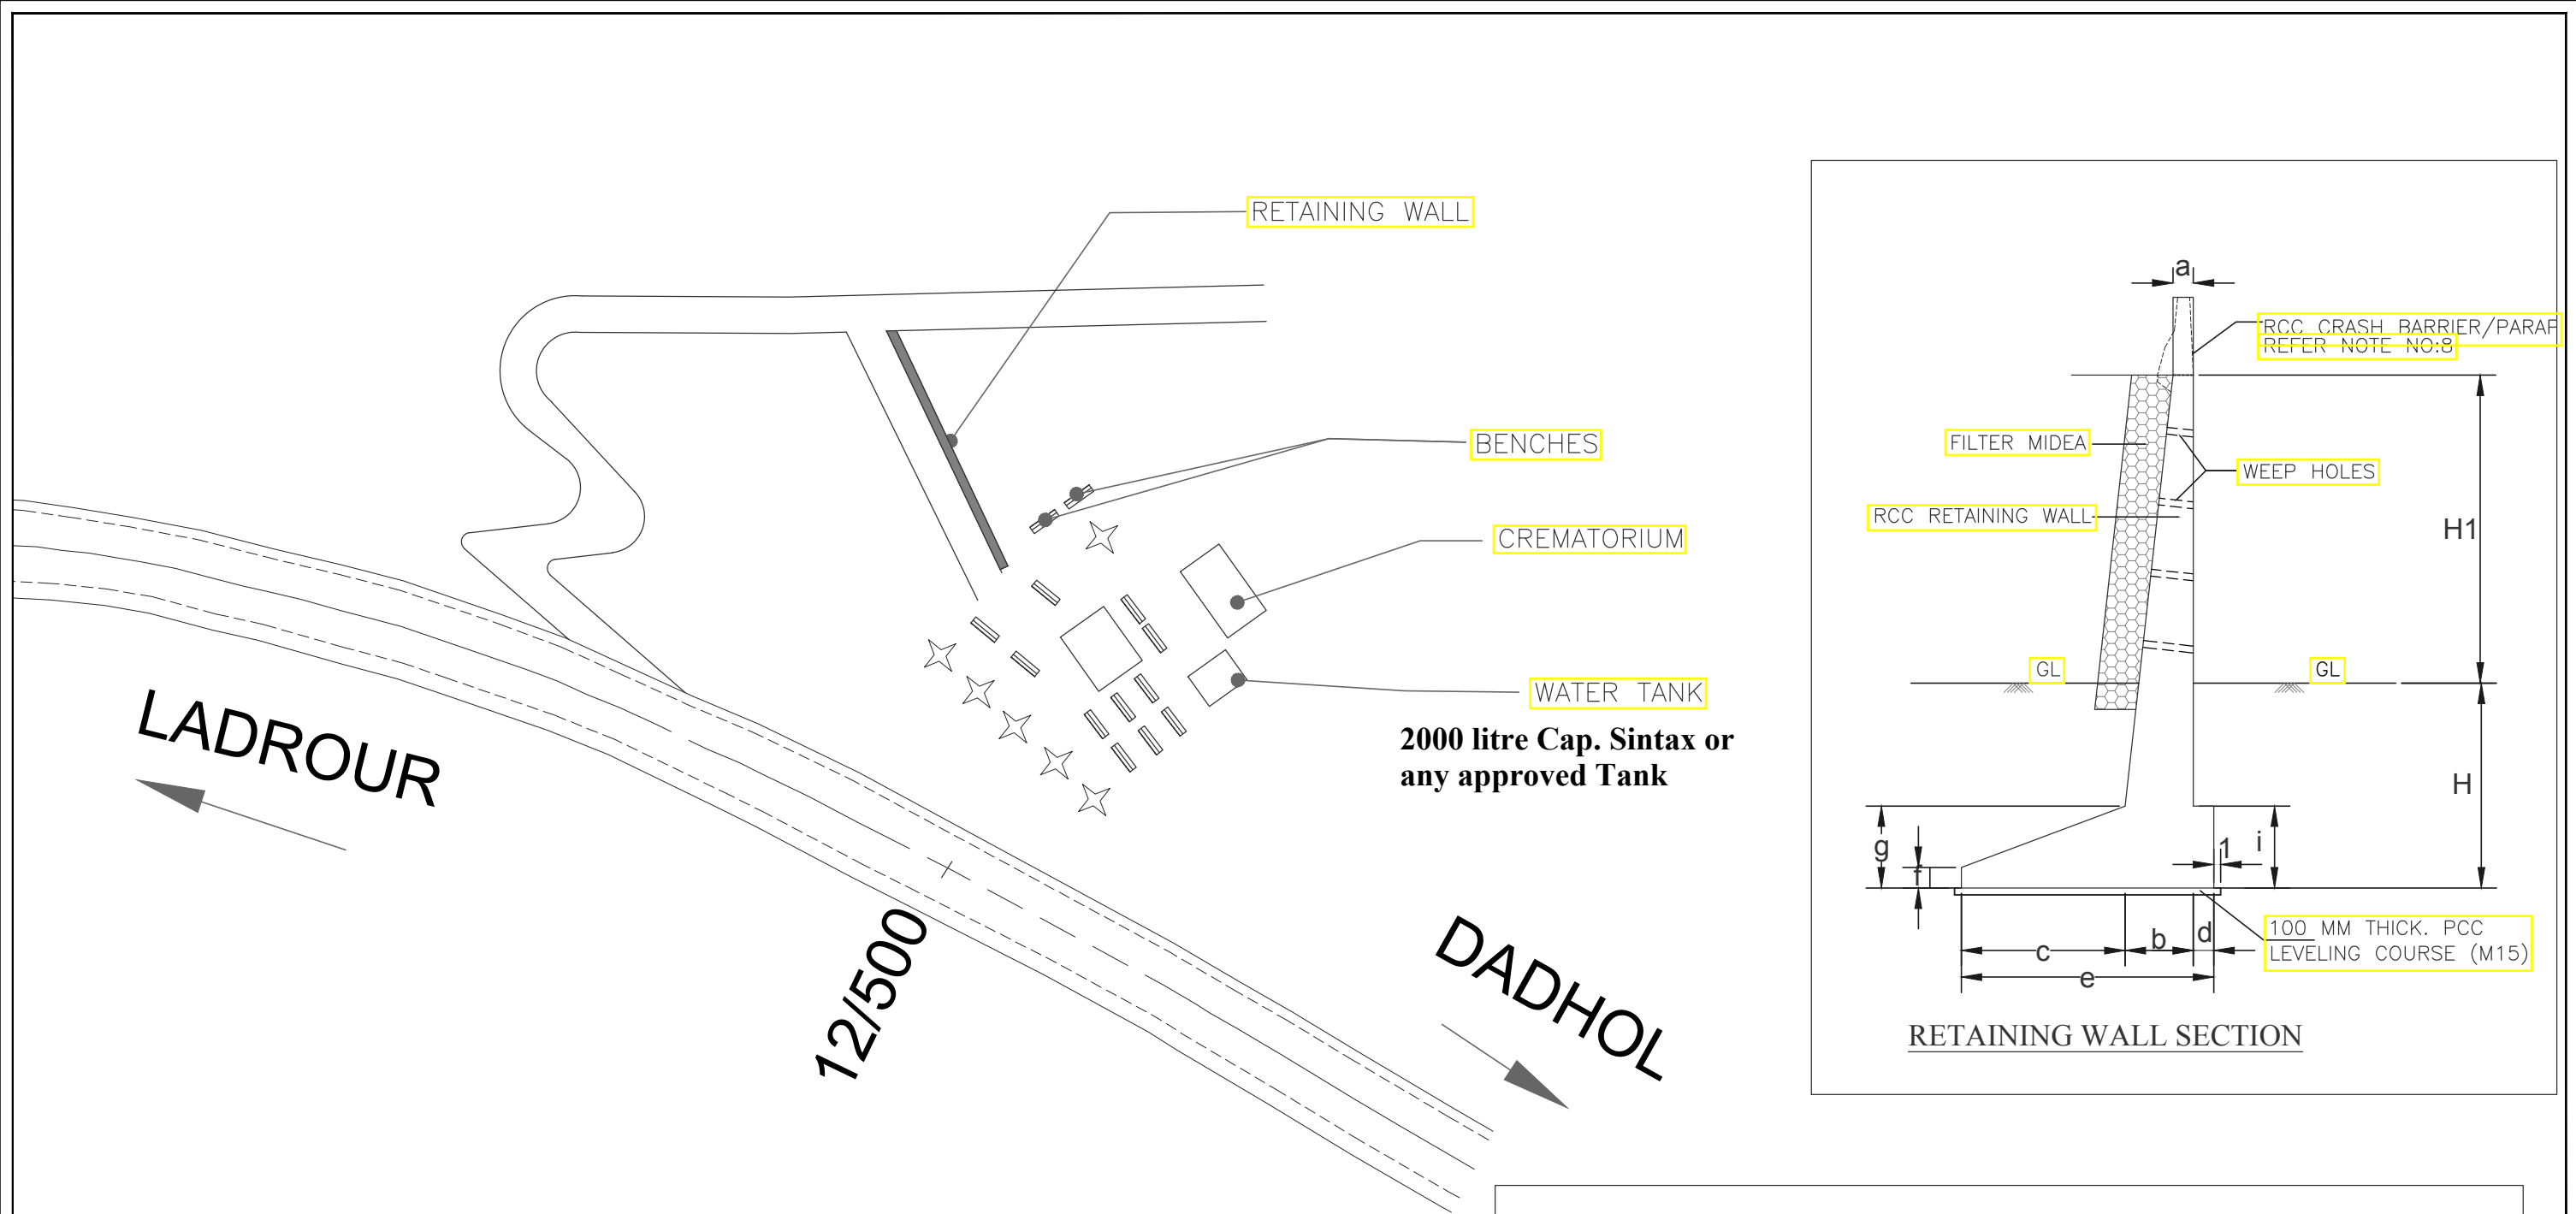 RETAINING WALL
BENCHES
CREMATORIUM
WATER TANK
2000 litre Cap. Sintax or
any approved Tank
LADROUR
12/500
DADHOL
a
RCC CRASH BARRIER/PARAP
REFER NOTE NO:8
FILTER MIDEA
WEEP HOLES
RCC RETAINING WALL
H1
GL
GL
H
g
f
1
i
100 MM THICK. PCC
LEVELING COURSE (M15)
c
b
d
e
RETAINING WALL SECTION